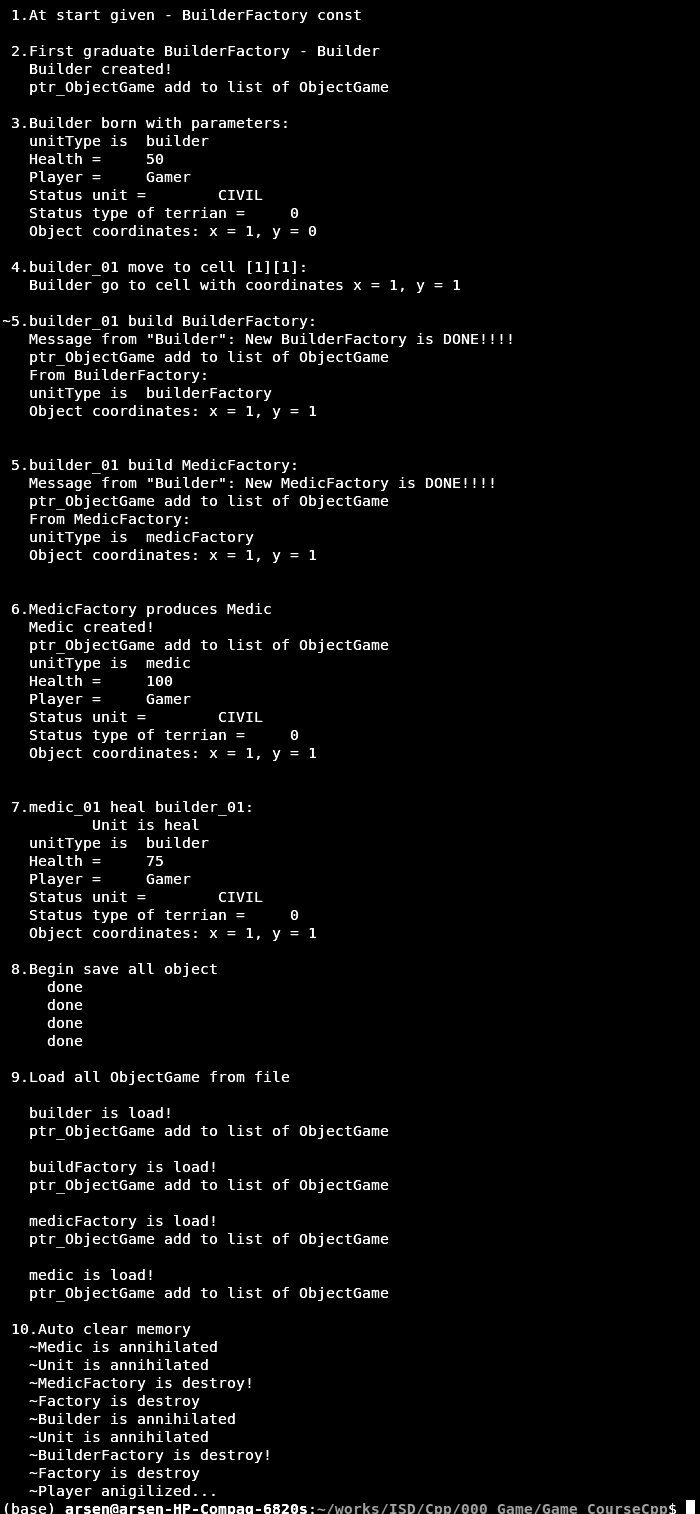 1.At start given - BuilderFactory const
2.First graduate BuilderFactory - Builder
Builder created!
ptr_ObjectGame add to list of ObjectGame
3.Builder born with parameters:
unitType is  builder
Health =     50
Player =     Gamer
Status unit =        CIVIL
Status type of terrian =     0
Object coordinates: x = 1, y = 0
4.builder_01 move to cell [1][1]:
Builder go to cell with coordinates x = 1, y = 1
~5.builder_01 build BuilderFactory:
Message from "Builder": New BuilderFactory is DONE!!!!
ptr_ObjectGame add to list of ObjectGame
From BuilderFactory:
unitType is  builderFactory
Object coordinates: x = 1, y = 1
5.builder_01 build MedicFactory:
Message from "Builder": New MedicFactory is DONE!!!!
ptr_ObjectGame add to list of ObjectGame
From MedicFactory:
unitType is  medicFactory
Object coordinates: x = 1, y = 1
6.MedicFactory produces Medic
Medic created!
ptr_ObjectGame add to list of ObjectGame
unitType is  medic
Health =     100
Player =     Gamer
Status unit =        CIVIL
Status type of terrian =     0
Object coordinates: x = 1, y = 1
7.medic_01 heal builder_01:
Unit is heal
unitType is  builder
Health =     75
Player =     Gamer
Status unit =        CIVIL
Status type of terrian =     0
Object coordinates: x = 1, y = 1
8.Begin save all object
done
done
done
done
9.Load all ObjectGame from file
builder is load!
ptr_ObjectGame add to list of ObjectGame
buildFactory is load!
ptr_ObjectGame add to list of ObjectGame
medicFactory is load!
ptr_ObjectGame add to list of ObjectGame
medic is load!
ptr_ObjectGame add to list of ObjectGame
10.Auto clear memory
~Medic is annihilated
~Unit is annihilated
~MedicFactory is destroy!
~Factory is destroy
~Builder is annihilated
~Unit is annihilated
~BuilderFactory is destroy!
~Factory is destroy
~Player anigilized...
(base) arsen@arsen-HP-Compaq-6820s:~/works/ISD/Cpp/000_Game/Game_CourseCpp$